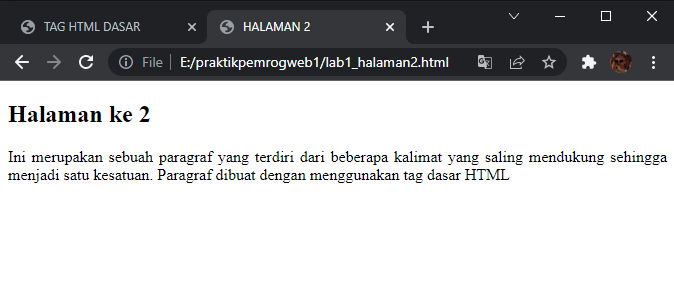 TAG HTML DASAR
HALAMAN 2
File
E:/praktikpemrogweb1/lab1_halaman2.html
Halaman ke 2
Ini merupakan sebuah paragraf yang terdiri dari beberapa kalimat yang saling mendukung sehingga
menjadi satu kesatuan. Paragraf dibuat dengan menggunakan tag dasar HTML